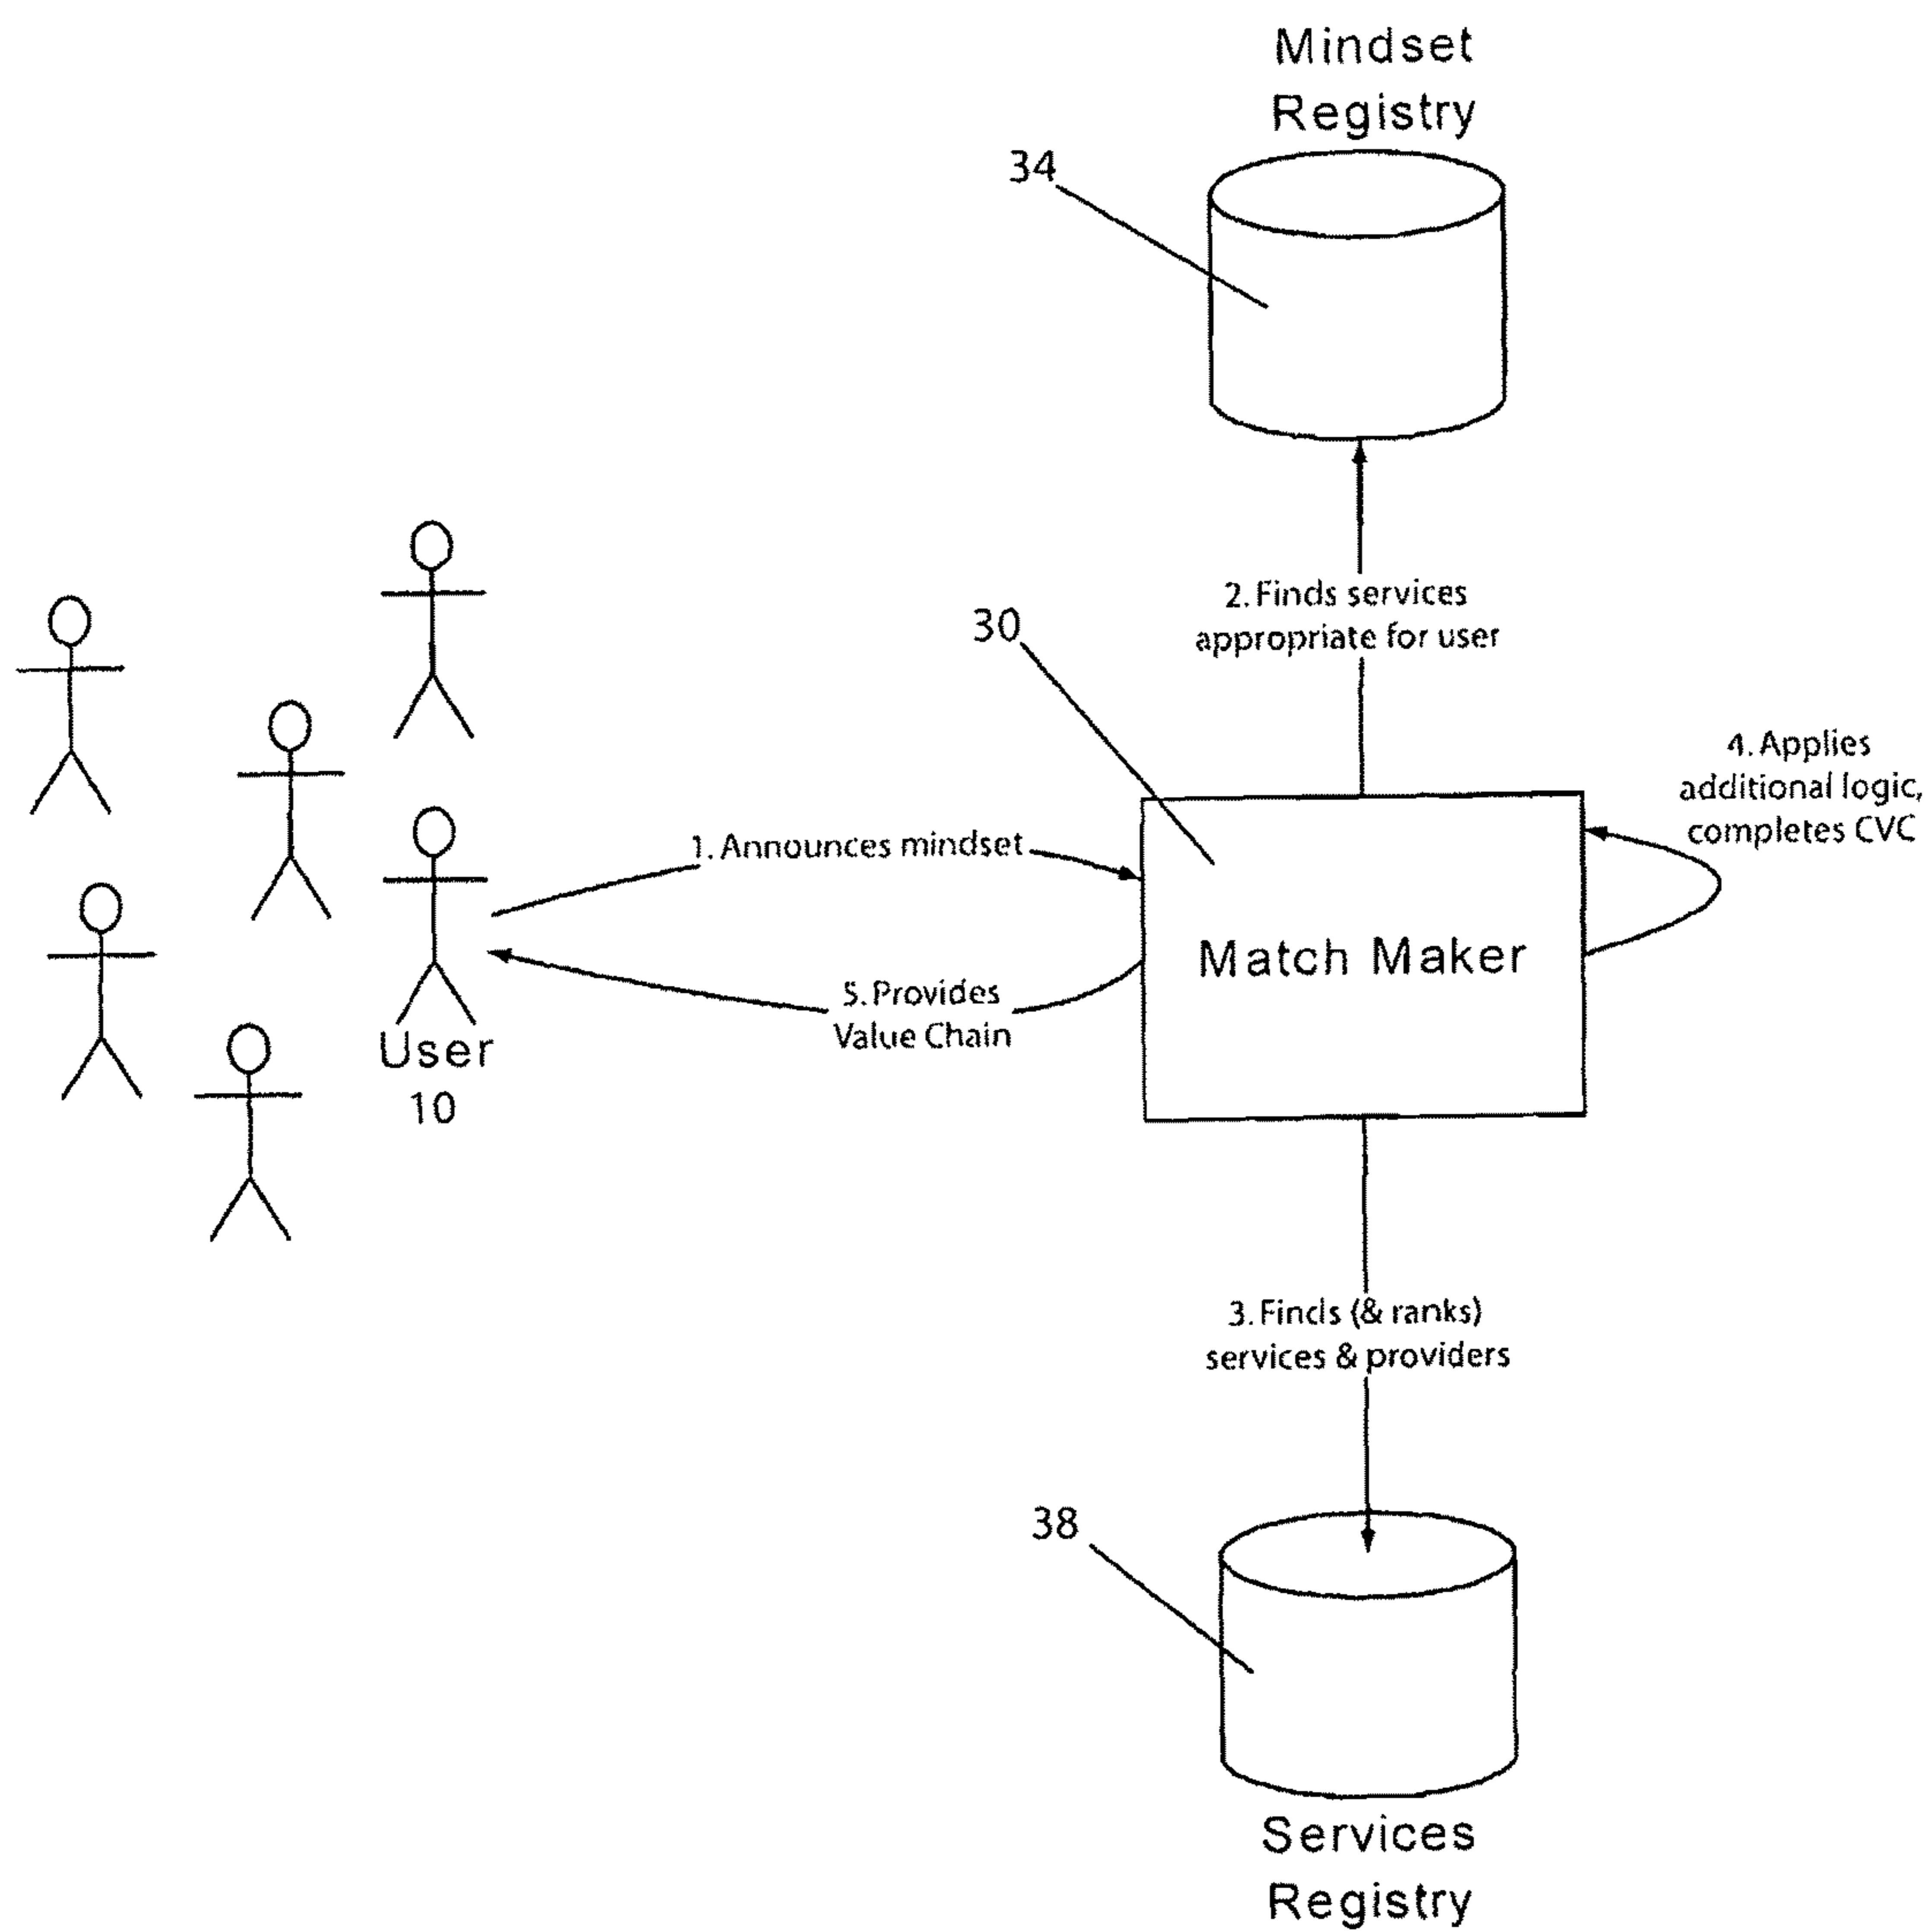 Mindset
Registry
34
2. Finds services
appropriate for user
30
4. Applies
additional logic,
completes CVC
1. Announces mindset
Match Maker
5. Provides
Value Chain
User
10
3. Finds (& ranks)
services & providers
38
Services
Registry